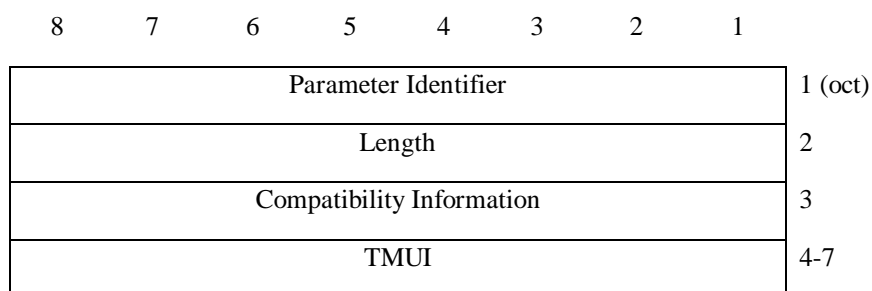 8 7 6 5 4 3 2 1
Parameter Identifier 1 (oct)
Length 2
Compatibility Information 3
TMUI 4-7